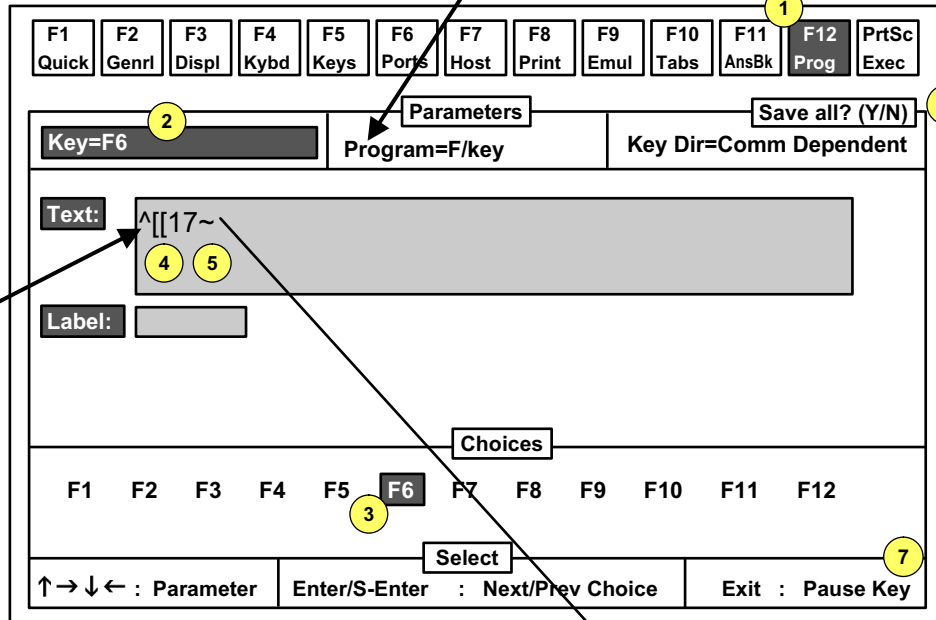 1
F1 F2 F3 F4 F5 F6 F7 F8 F9 F10 F11 F12 PrtSc
Quick Genrl Displ Kybd Keys Ports Host Print Emul Tabs AnsBk Prog Exec
Parameters Save all? (Y/N)
2
Key=F6 Program=F/key Key Dir=Comm Dependent
Text: ^[[17~
4 5
Label:
Choices
F1 F2 F3 F4 F5 F6 F7 F8 F9 F10 F11 F12
3
Select 7
↑→↓← : Parameter Enter/S-Enter : Next/Prev Choice Exit : Pause Key